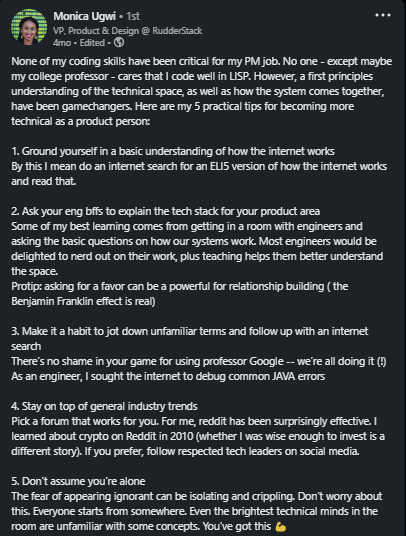 Monica Ugwi • 1st
VP, Product & Design @ RudderStack
4mo • Edited •
None of my coding skills have been critical for my PM job. No one - except maybe
my college professor - cares that I code well in LISP. However, a first principles
understanding of the technical space, as well as how the system comes together,
have been gamechangers. Here are my 5 practical tips for becoming more
technical as a product person:
1. Ground yourself in a basic understanding of how the internet works
By this I mean do an internet search for an ELI5 version of how the internet works
and read that.
2. Ask your eng bffs to explain the tech stack for your product area
Some of my best learning comes from getting in a room with engineers and
asking the basic questions on how our systems work. Most engineers would be
delighted to nerd out on their work, plus teaching helps them better understand
the space.
Protip: asking for a favor can be a powerful for relationship building ( the
Benjamin Franklin effect is real)
3. Make it a habit to jot down unfamiliar terms and follow up with an internet
search
There's no shame in your game for using professor Google -- we're all doing it (!)
As an engineer, I sought the internet to debug common JAVA errors
4. Stay on top of general industry trends
Pick a forum that works for you. For me, reddit has been surprisingly effective. I
learned about crypto on Reddit in 2010 (whether I was wise enough to invest is a
different story). If you prefer, follow respected tech leaders on social media.
5. Don't assume you're alone
The fear of appearing ignorant can be isolating and crippling. Don't worry about
this. Everyone starts from somewhere. Even the brightest technical minds in the
room are unfamiliar with some concepts. You've got this 💪